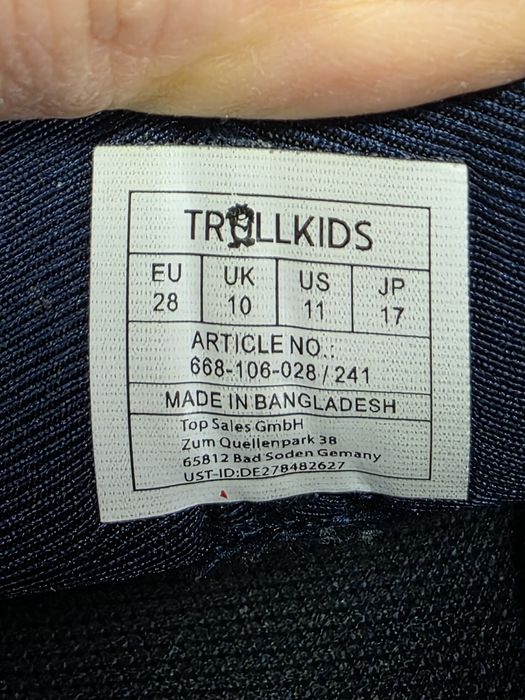 TROLLKIDS
EU UK US JP
28 10 11 17
ARTICLE NO.:
668-106-028 / 241
MADE IN BANGLADESH
Top Sales GmbH
Zum Quellenpark 38
65812 Bad Soden Gemany
UST-ID:DE278482627